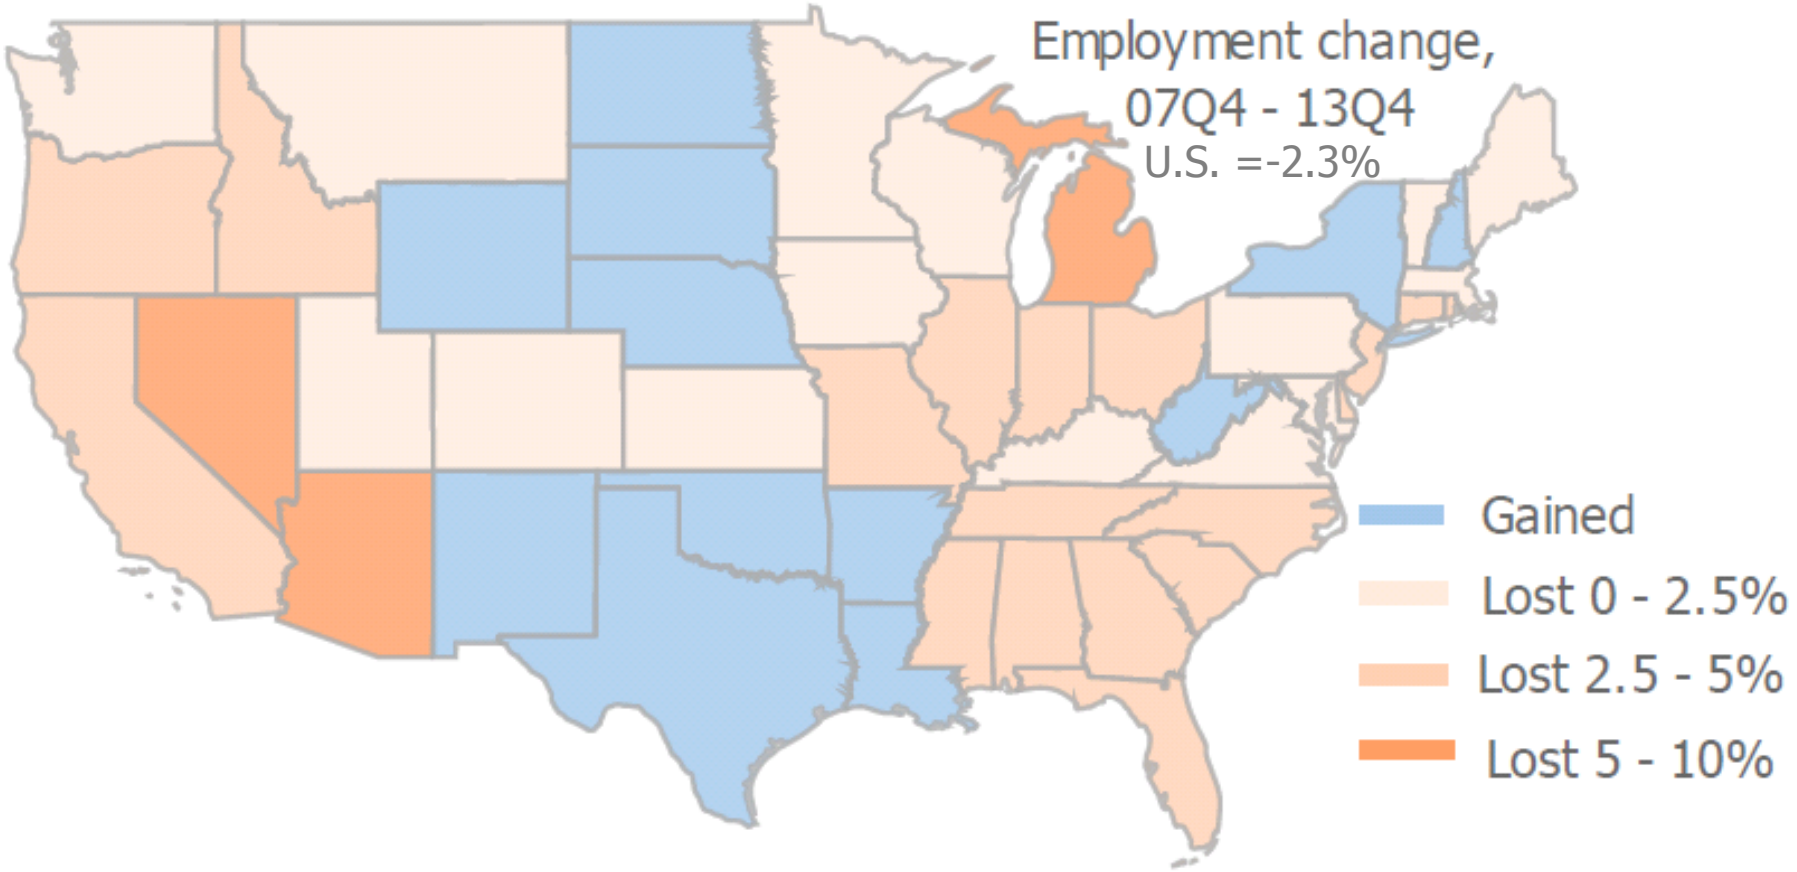 Employment change,
07Q4 - 13Q4
U.S. =-2.3%
Gained
Lost 0 - 2.5%
Lost 2.5 - 5%
Lost 5 - 10%